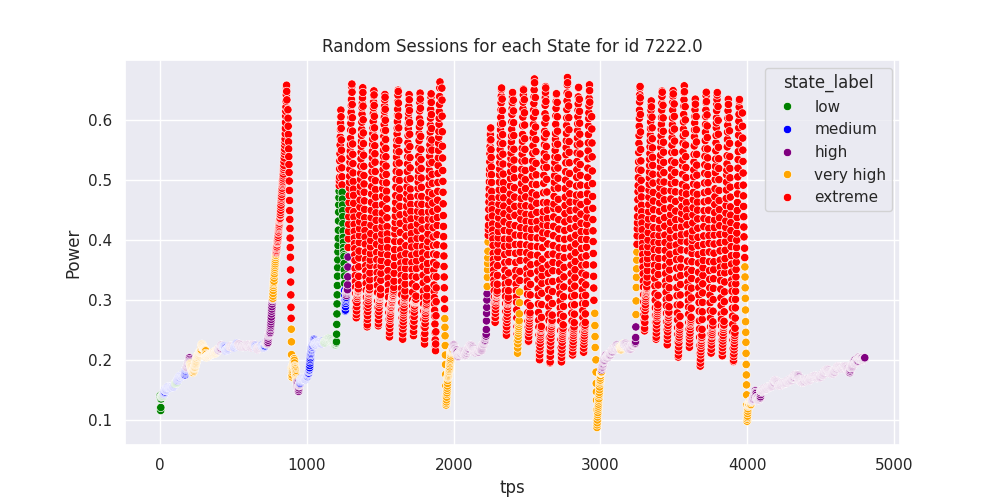 Random Sessions for each State for id 7222.0
state_label
low
medium
high
very high
extreme
Power
0.6
0.5
0.4
0.3
0.2
0.1
0 1000 2000 3000 4000 5000
tps